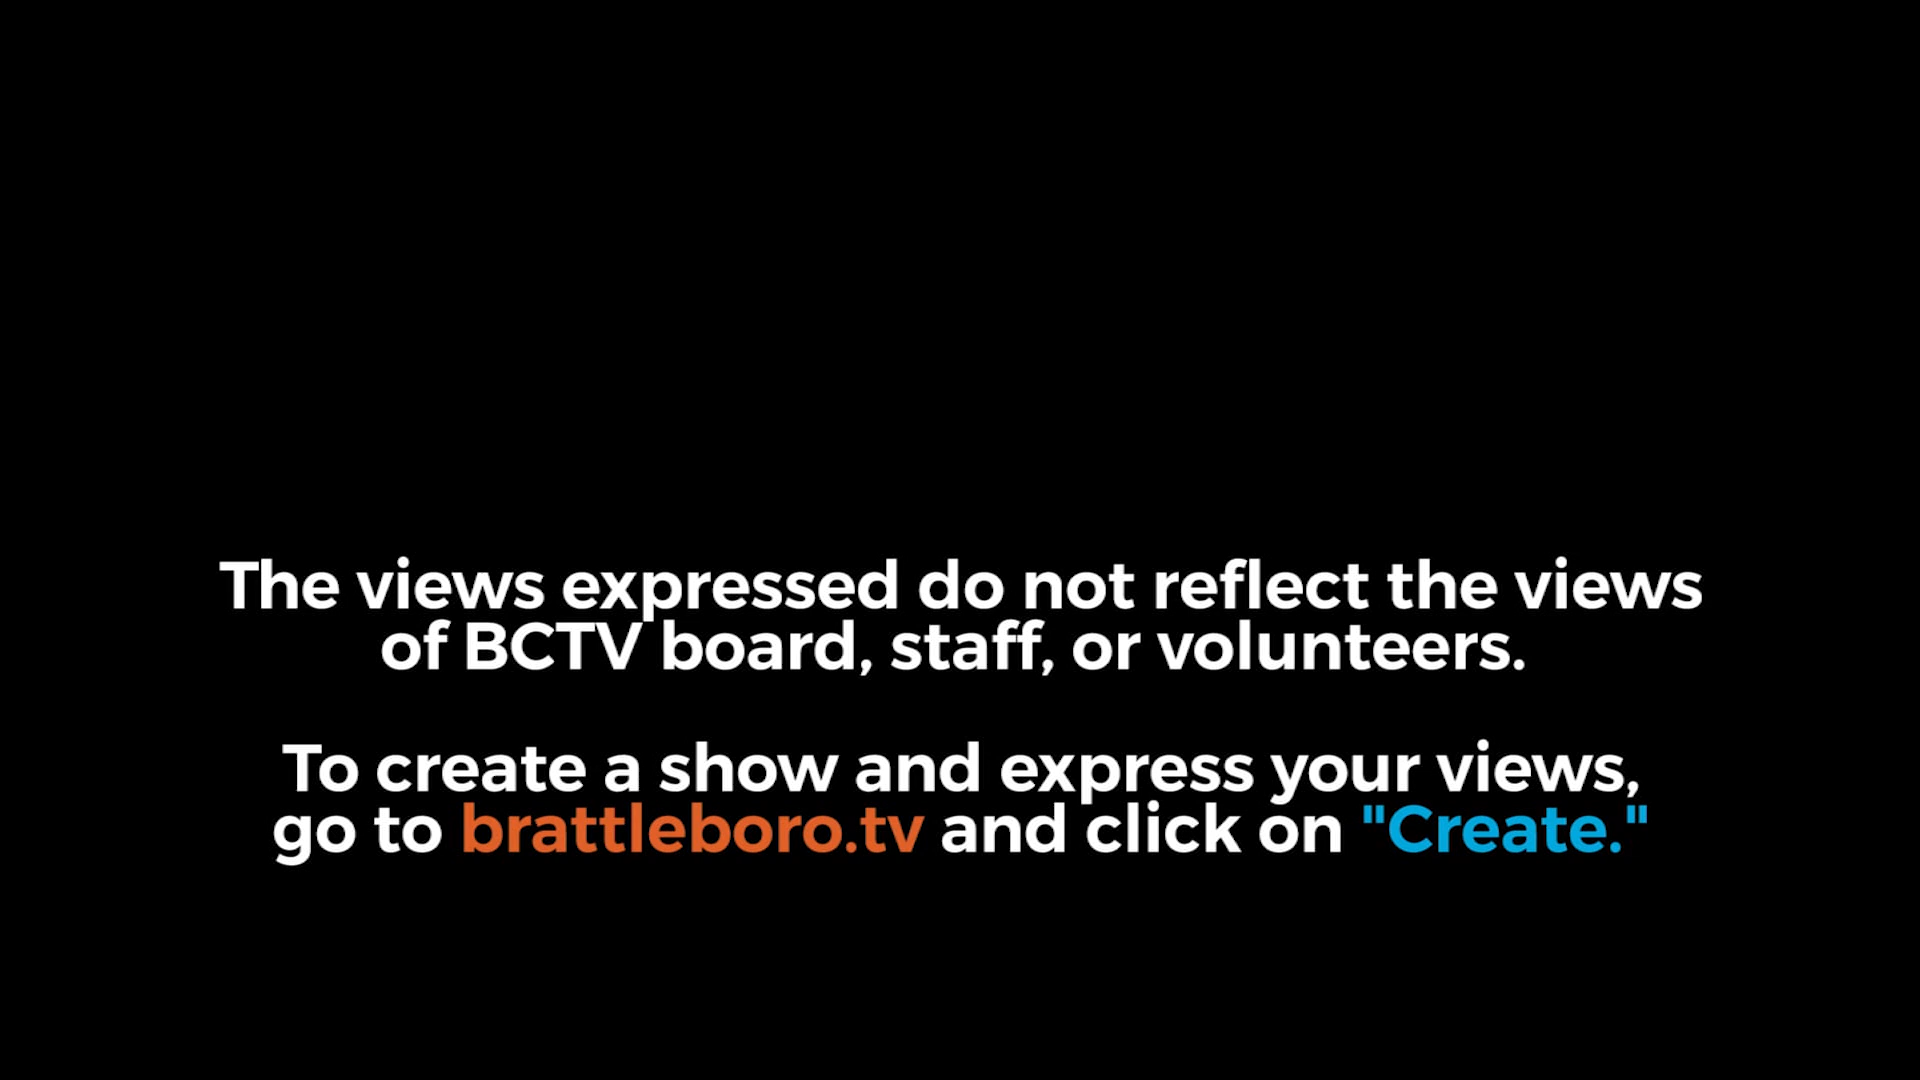 The views expressed do not reflect the views
of BCTV board, staff, or volunteers.
To create a show and express your views,
go to brattleboro.tv and click on "Create."